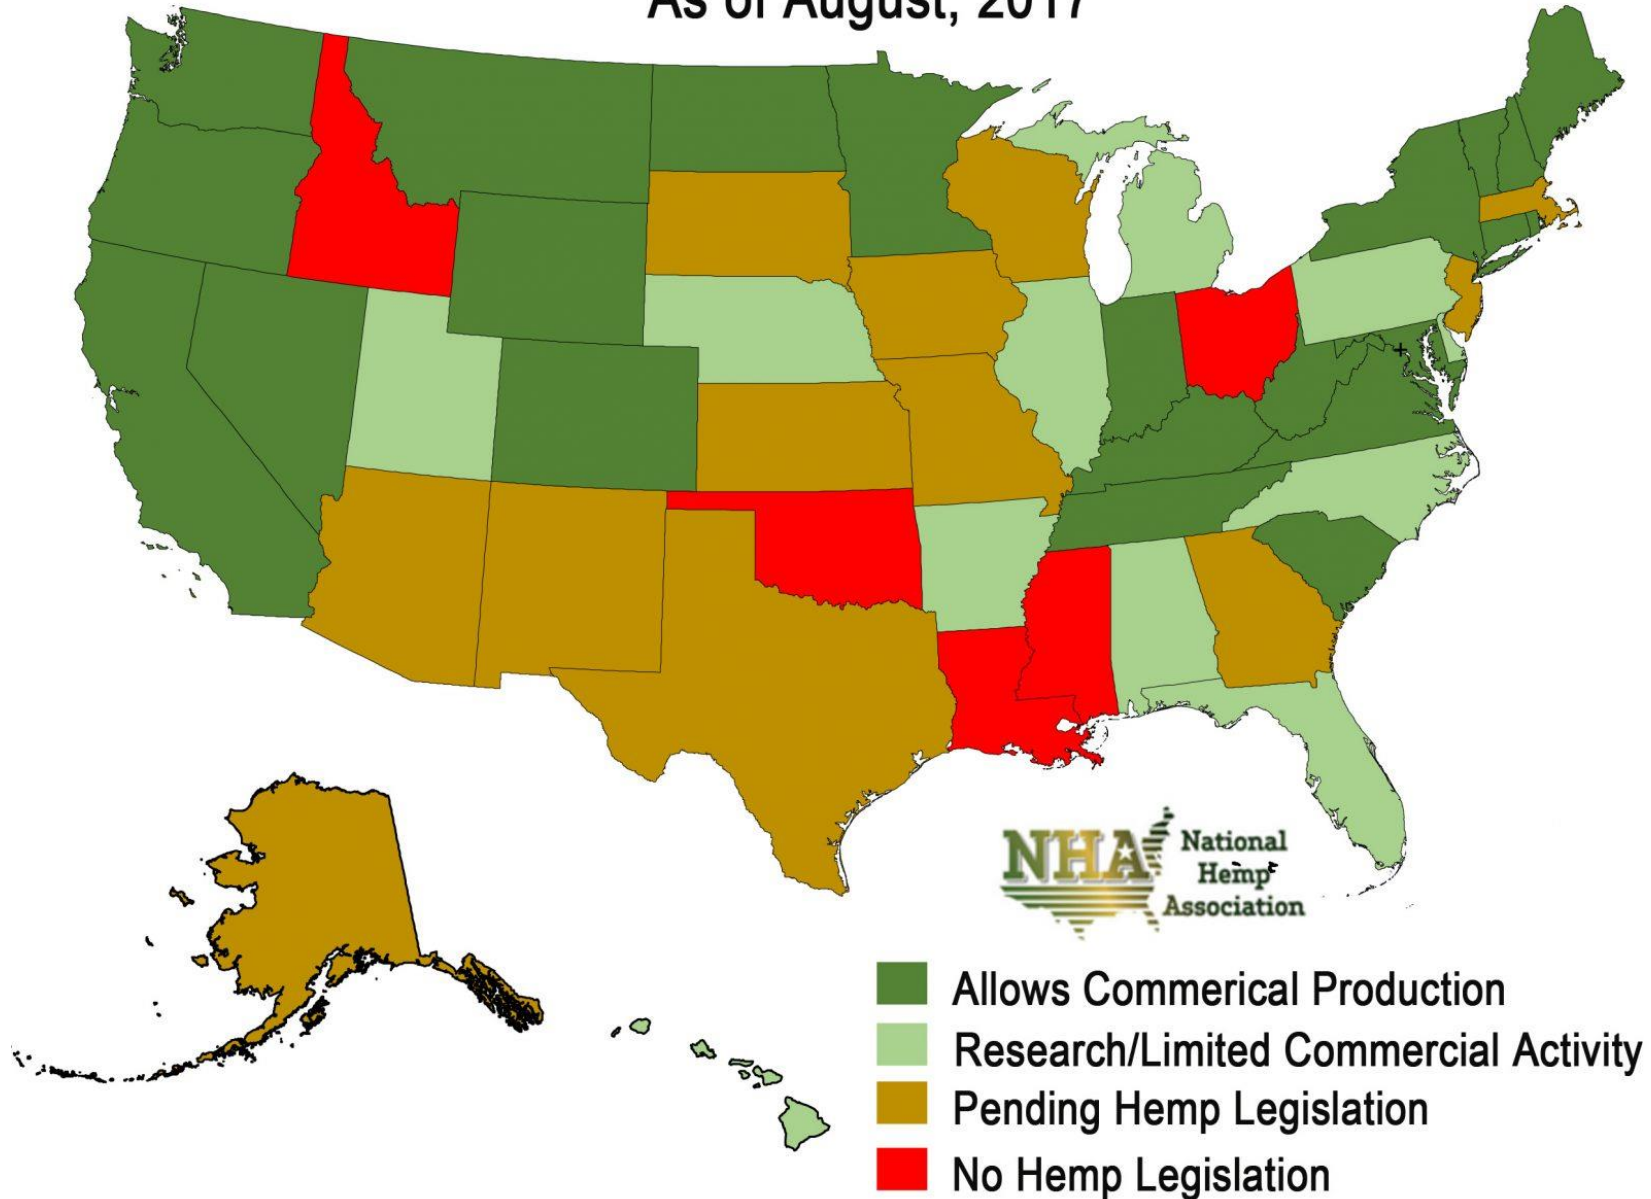 As of August, 2017
NHA National
Hemp
Association
Allows Commerical Production
Research/Limited Commercial Activity
Pending Hemp Legislation
No Hemp Legislation